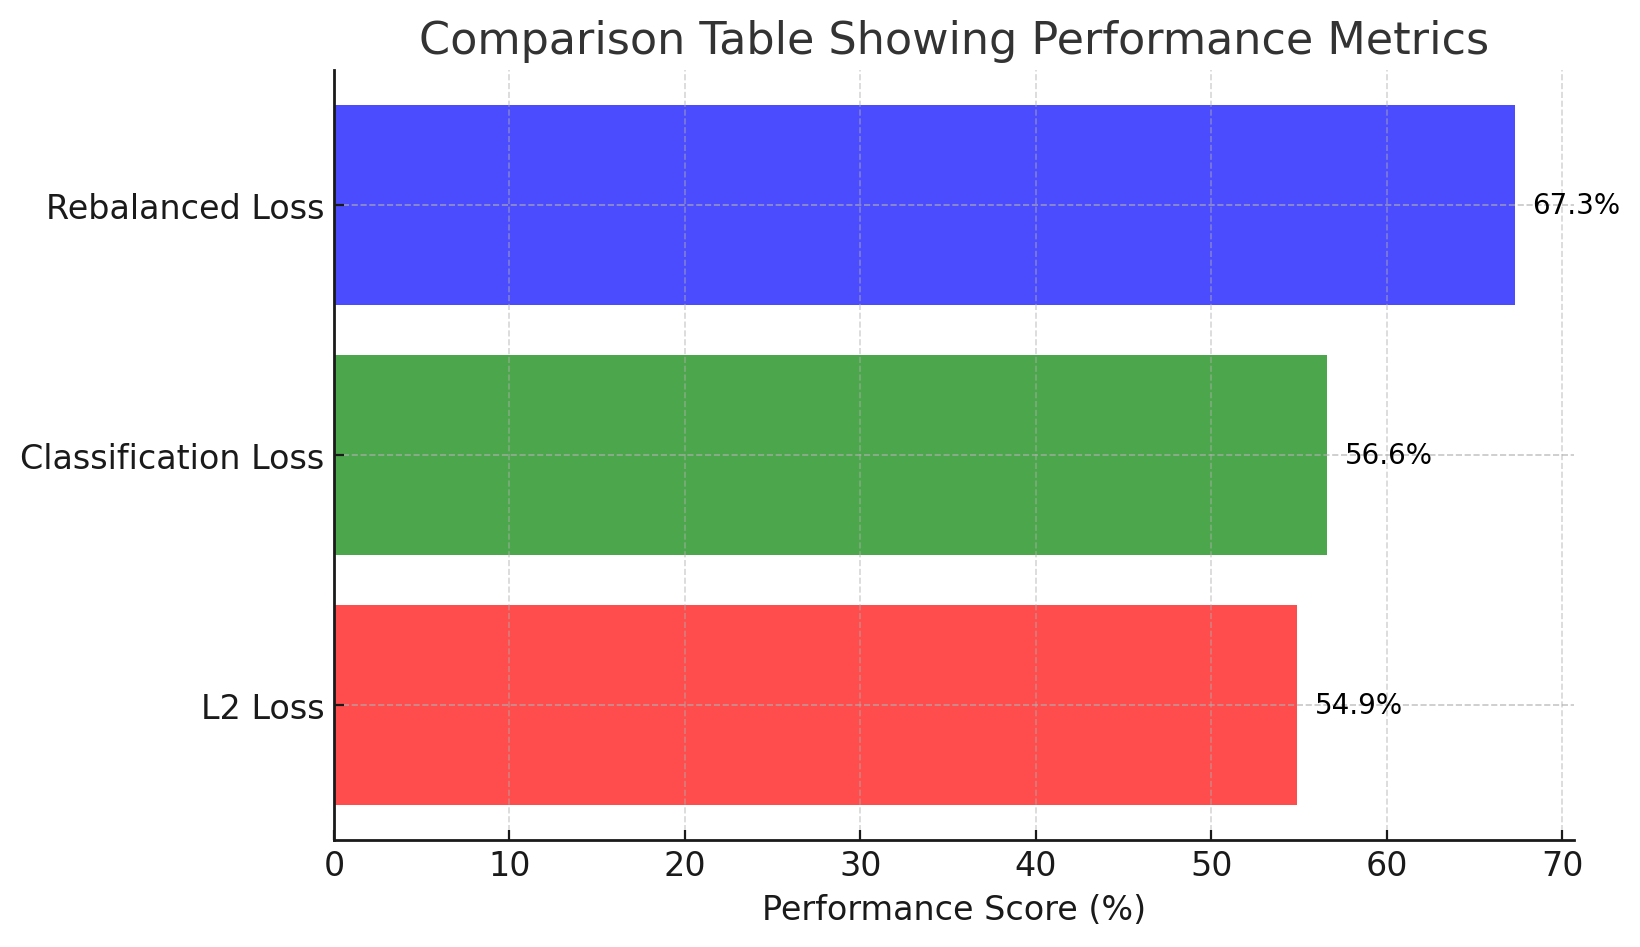 Comparison Table Showing Performance Metrics
Rebalanced Loss
67.3%
Classification Loss
56.6%
L2 Loss
54.9%
0 10 20 30 40 50 60 70
Performance Score (%)